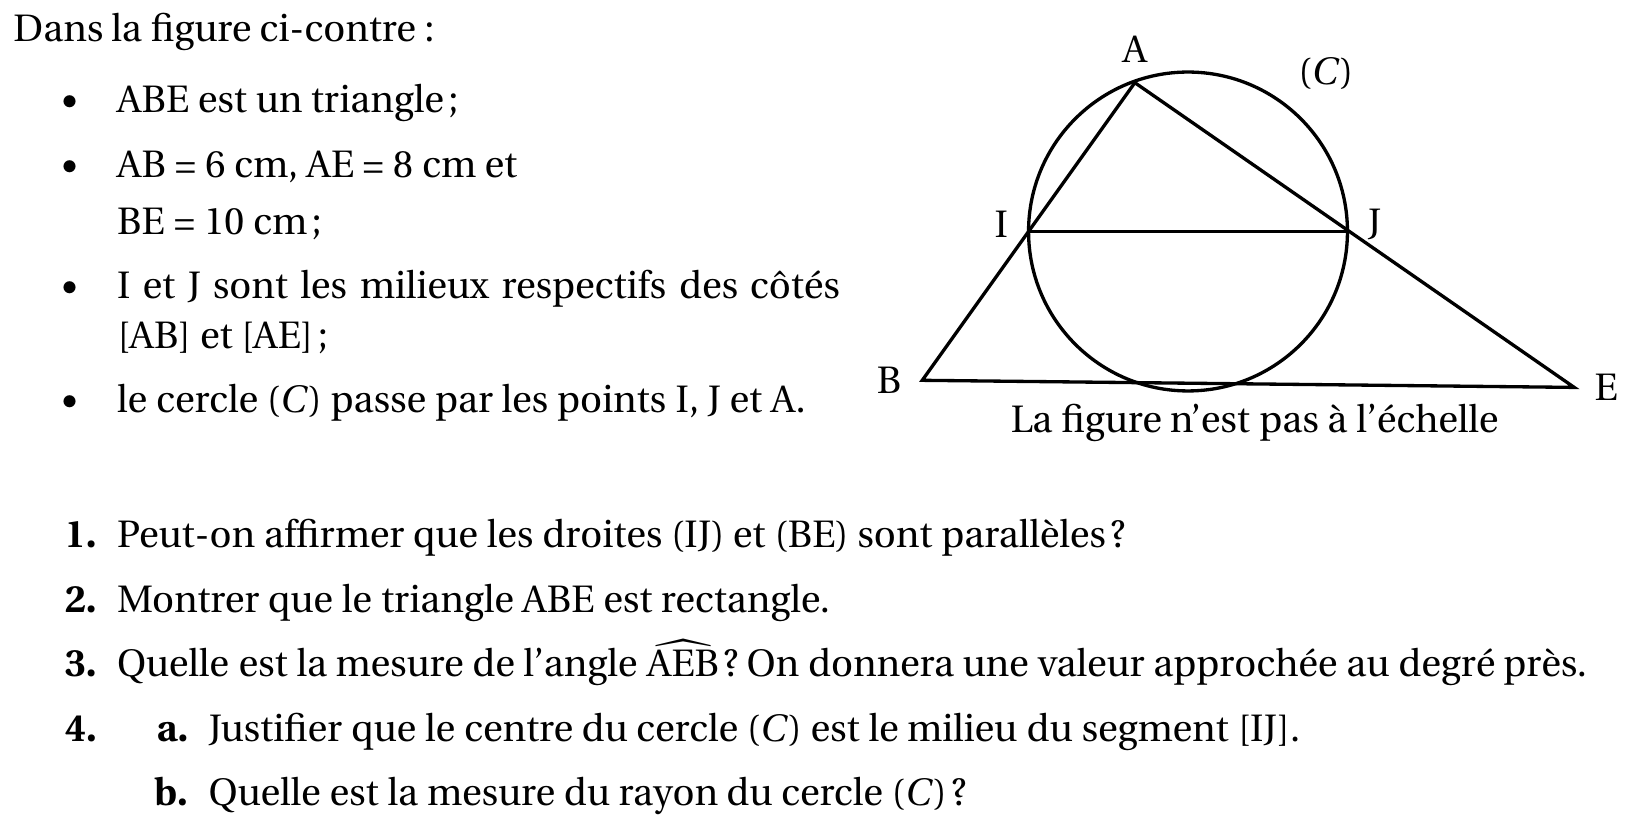 Dans la figure ci-contre :
• ABE est un triangle ;
• AB = 6 cm, AE = 8 cm et
BE = 10 cm ;
• I et J sont les milieux respectifs des côtés
[AB] et [AE] ;
• le cercle (C) passe par les points I, J et A.
A
(C)
I
J
B
E
La figure n'est pas à l'échelle
1. Peut-on affirmer que les droites (IJ) et (BE) sont parallèles ?
2. Montrer que le triangle ABE est rectangle.
3. Quelle est la mesure de l'angle $\widehat{\text{AEB}}$ ? On donnera une valeur approchée au degré près.
4. a. Justifier que le centre du cercle (C) est le milieu du segment [IJ].
b. Quelle est la mesure du rayon du cercle (C) ?